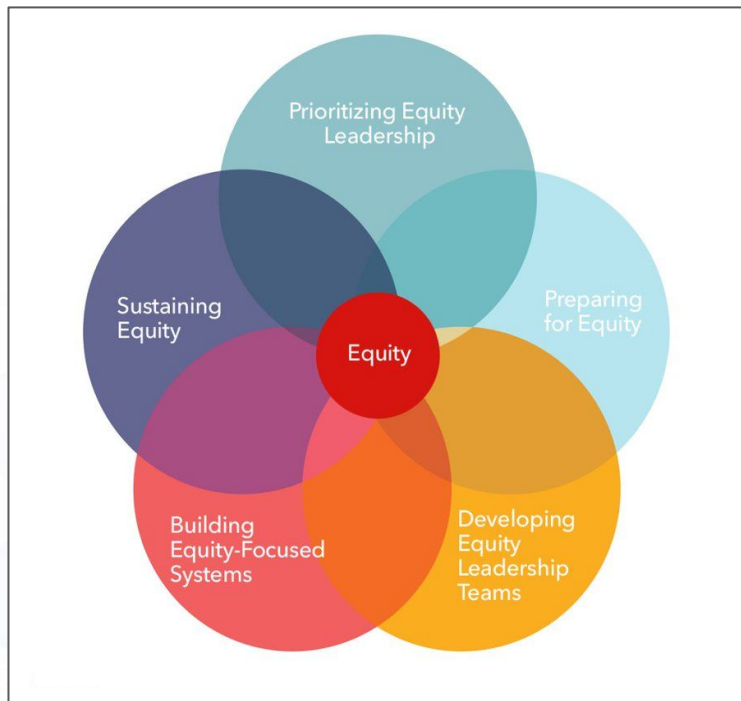 Prioritizing Equity
Leadership
Preparing
for Equity
Sustaining
Equity
Equity
Building
Equity-Focused
Systems
Developing
Equity
Leadership
Teams